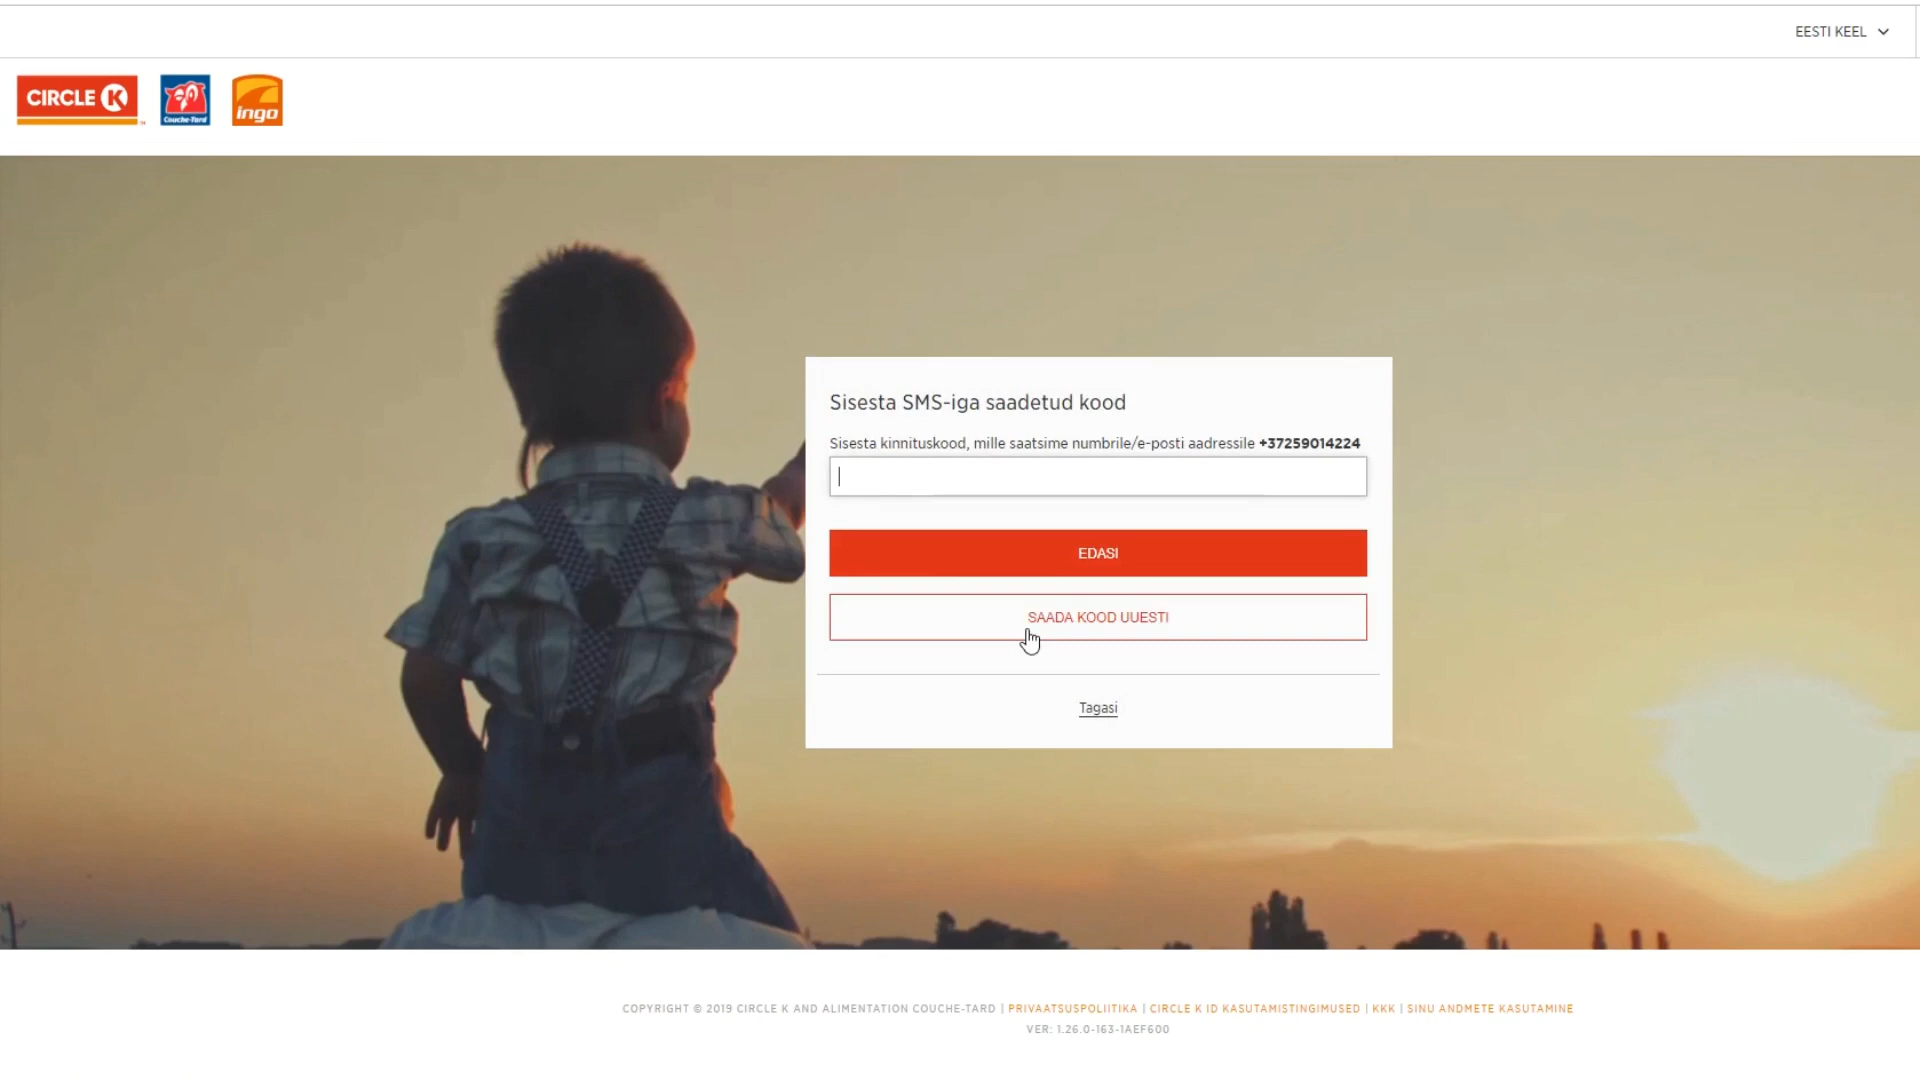 EESTI KEEL
CIRCLE K
Couche-Tard
ingo
Sisesta SMS-iga saadetud kood
Sisesta kinnituskood, mille saatsime numbrile/e-posti aadressile +37259014224
EDASI
SAADA KOOD UUESTI
Tagasi
COPYRIGHT © 2019 CIRCLE K AND ALIMENTATION COUCHE-TARD | PRIVAATSUSPOLIITIKA | CIRCLE K ID KASUTAMISTINGIMUSED | KKK | SINU ANDMETE KASUTAMINE
VER: 1.26.0-163-1AEF600